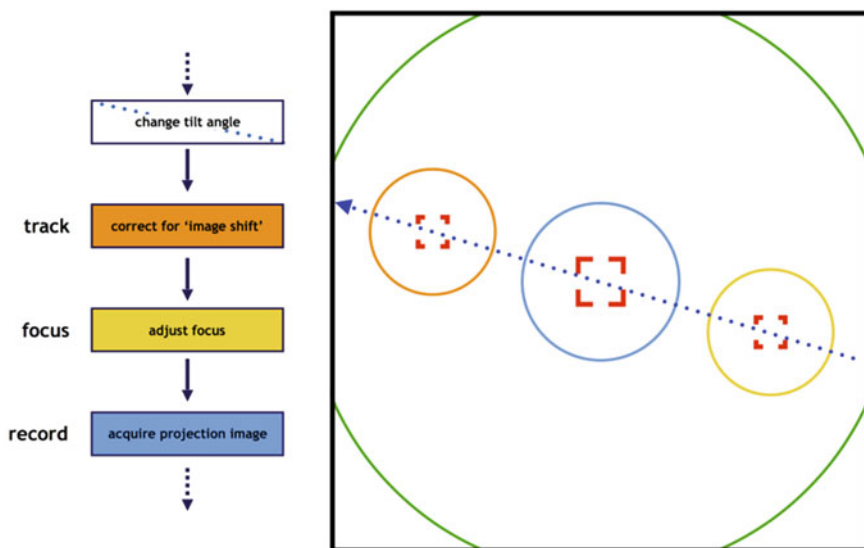 change tilt angle
track
correct for ‘image shift’
focus
adjust focus
record
acquire projection image